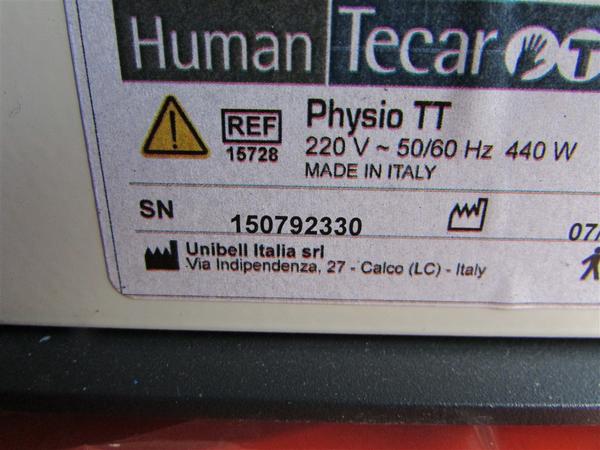 Human Tecar T
REF Physio TT
15728 220 V ~ 50/60 Hz 440 W
MADE IN ITALY
SN 150792330 07/
Unibell Italia srl
Via Indipendenza, 27 - Calco (LC) - Italy